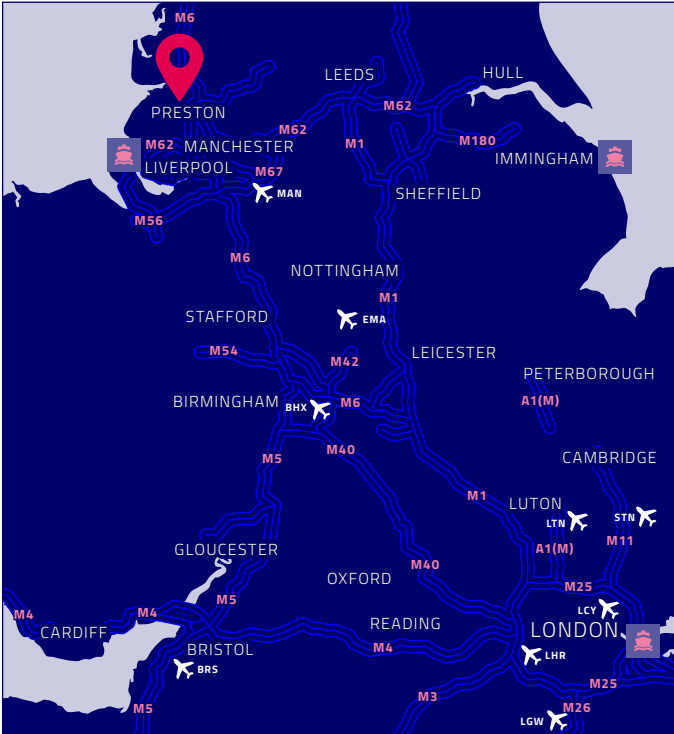 M6
LEEDS
HULL
M62
PRESTON
M62
M1
M180
M62
MANCHESTER
IMMINGHAM
LIVERPOOL
M67
MAN
SHEFFIELD
M56
M6
NOTTINGHAM
M1
STAFFORD
EMA
M54
M42
LEICESTER
PETERBOROUGH
BIRMINGHAM
BHX
M6
A1(M)
M40
M5
CAMBRIDGE
M1
LUTON
LTN
STN
GLOUCESTER
A1(M)
M11
M40
OXFORD
M25
M5
LCY
M4
M4
CARDIFF
READING
LONDON
BRISTOL
M4
LHR
BRS
M25
M3
M5
M26
LGW